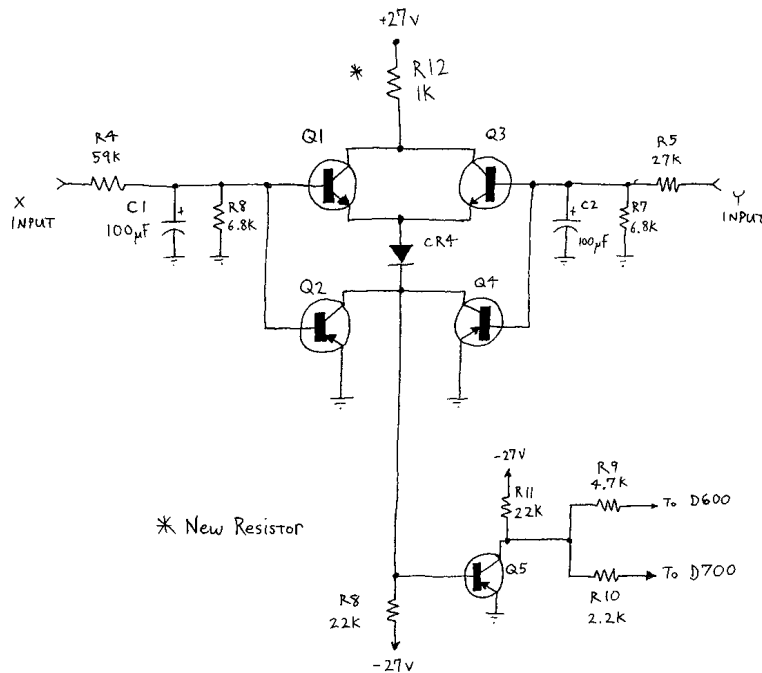 +27V
*
R12
1K
Q1
Q3
R4
59K
R5
27K
X
INPUT
C1
+
100µF
R8
6.8K
CR4
+
C2
100µF
R7
6.8K
Y
INPUT
Q2
Q4
-27V
R11
22K
R9
4.7K
To D600
* New Resistor
Q5
To D700
R8
22K
R10
2.2K
-27V